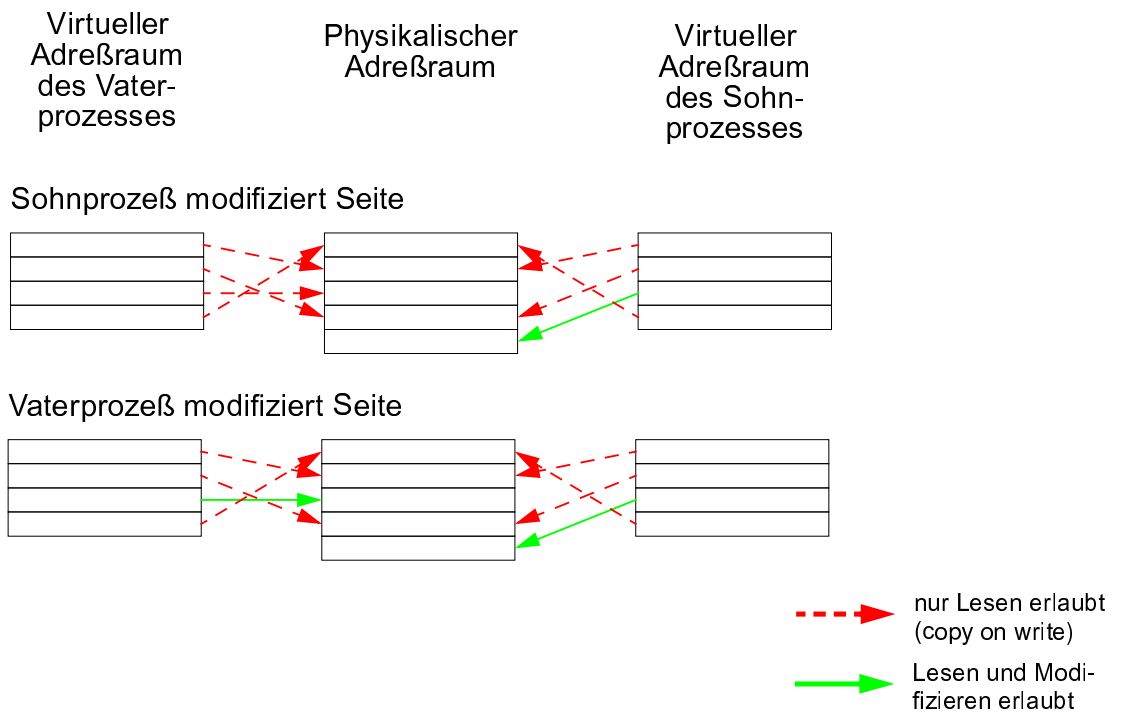 Virtueller
Adreßraum
des Vater-
prozesses
Physikalischer
Adreßraum
Virtueller
Adreßraum
des Sohn-
prozesses
Sohnprozeß modifiziert Seite
Vaterprozeß modifiziert Seite
nur Lesen erlaubt
(copy on write)
Lesen und Modi-
fizieren erlaubt